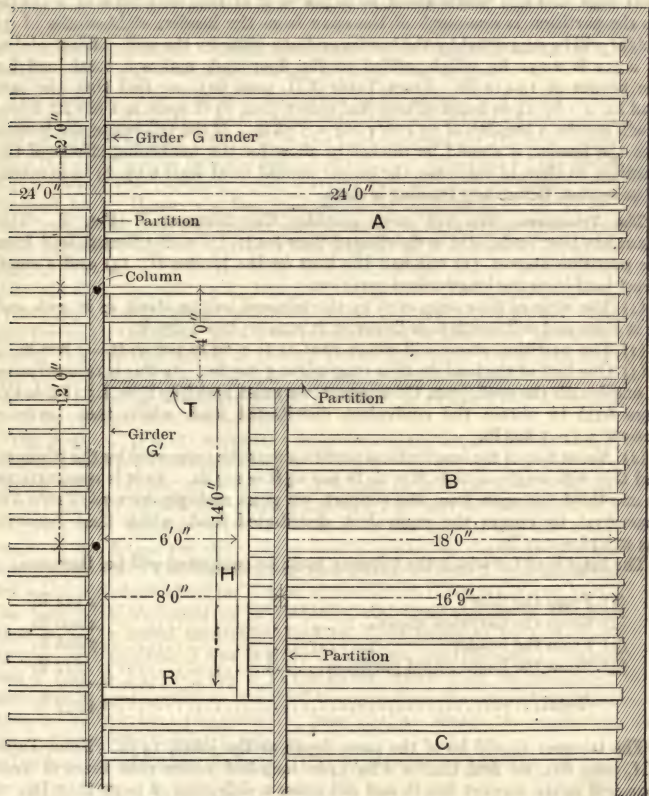 12'0"
Girder G under
24'0"
24'0"
Partition
A
Column
4'0"
12'0"
Partition
T
Girder
G'
14'0"
B
6'0"
18'0"
H
8'0"
16'9"
Partition
R
C